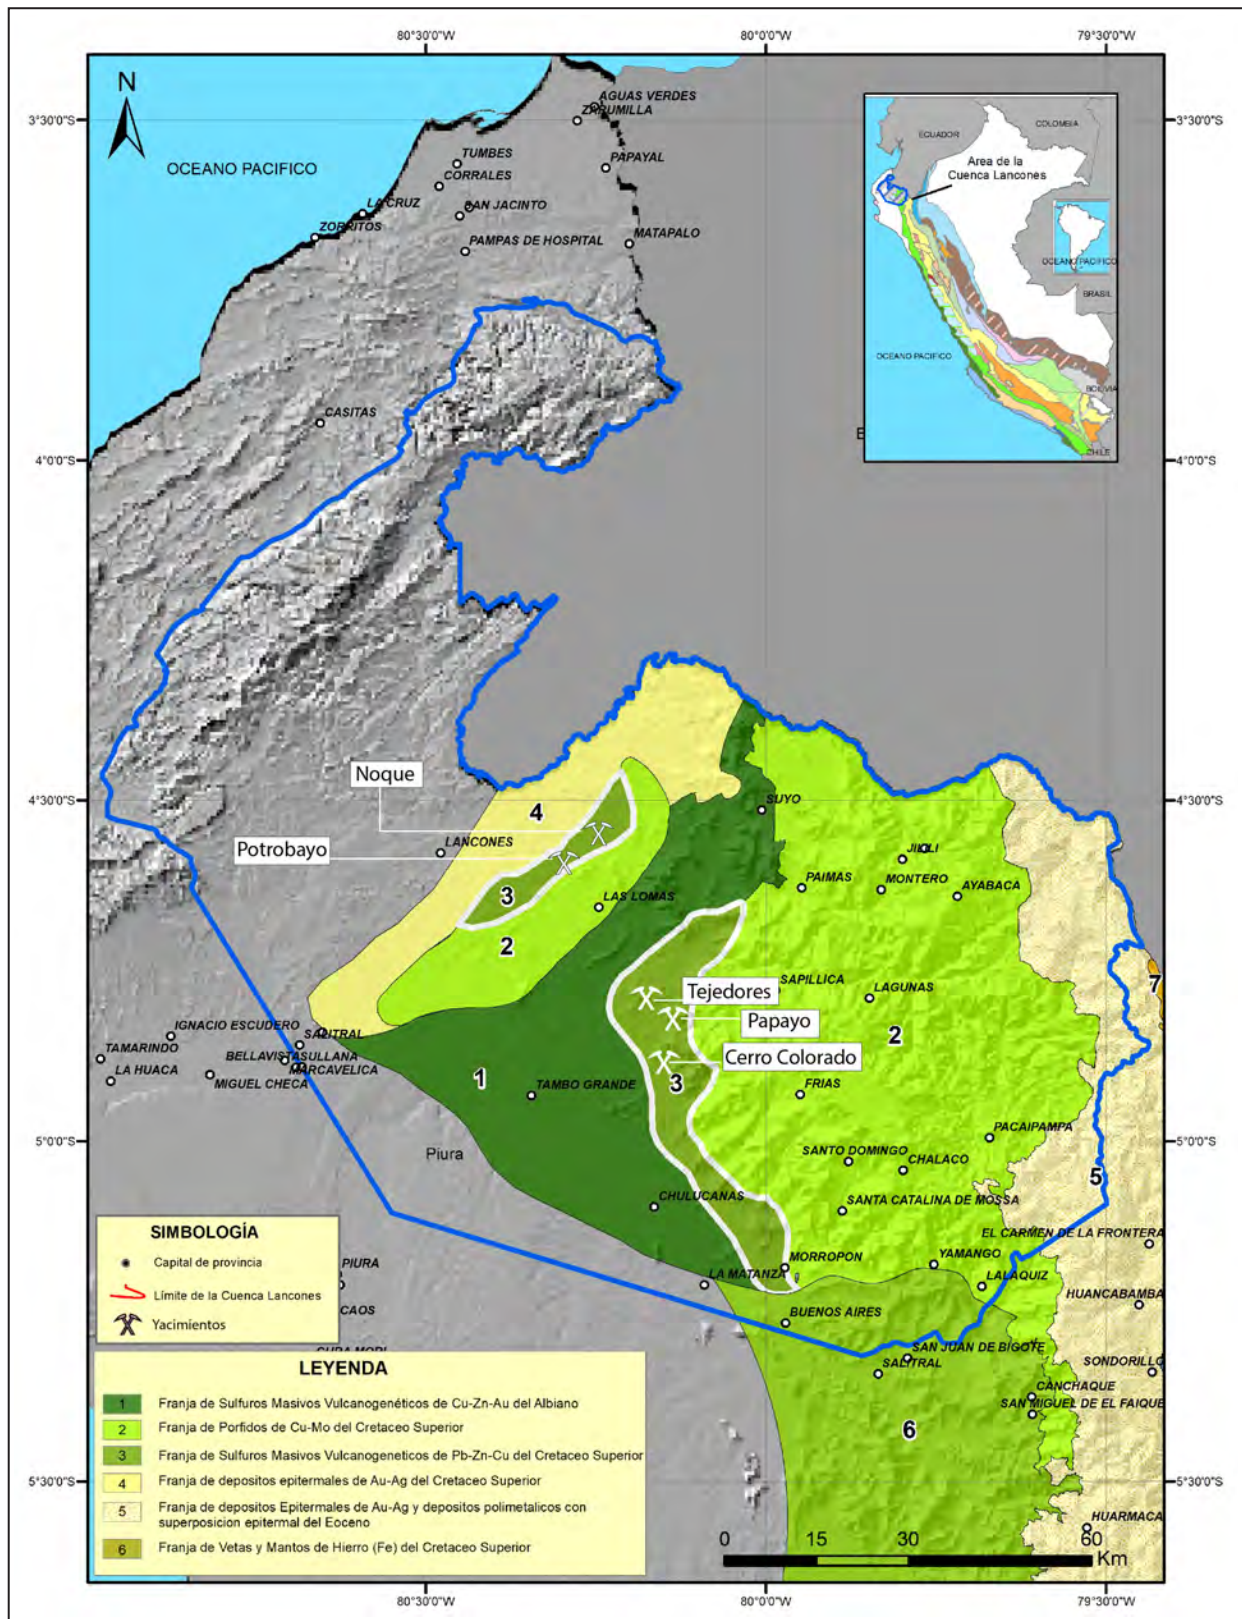 80°30'0"S
80°0'0"S
79°30'0"S
N
AGUAS VERDES
ZARUMILLA
3°30'0"S
3°30'0"S
OCEANO PACIFICO
TUMBES
PAPAYAL
CORRALES
LA CRUZ
SAN JACINTO
ZORRITOS
PAMPAS DE HOSPITAL
MATAPALO
ECUADOR
COLOMBIA
Area de la
Cuenca Lancones
OCEANO PACIFICO
BRASIL
OCEANO PACIFICO
BOLIVIA
CHILE
CASITAS
4°0'0"S
4°0'0"S
Noque
4°30'0"S
4
SUYO
4°30'0"S
Potrobayo
LANCONES
JILILI
PAIMAS
MONTERO
AYABACA
3
LAS LOMAS
2
Tejedores
SAPILLICA
LAGUNAS
7
Papayo
2
IGNACIO ESCUDERO
SALITRAL
TAMARINDO
BELLAVISTA
SULLANA
Cerro Colorado
LA HUACA
MIGUEL CHECA
MARCAVELICA
1
TAMBO GRANDE
3
FRIAS
PACAIPAMPA
5°0'0"S
Piura
SANTO DOMINGO
CHALACO
5°0'0"S
5
CHULUCANAS
SANTA CATALINA DE MOSSA
EL CARMEN DE LA FRONTERA
MORROPON
YAMANGO
LA MATANZA
LALAQUIZ
HUANCABAMBA
BUENOS AIRES
SAN JUAN DE BIGOTE
SALITRAL
SONDORILLO
CANCHAQUE
SAN MIGUEL DE EL FAIQUE
6
5°30'0"S
5°30'0"S
HUARMACA
SIMBOLOGÍA
Capital de provincia
PIURA
Límite de la Cuenca Lancones
CAOS
Yacimientos
LEYENDA
1 Franja de Sulfuros Masivos Vulcanogenéticos de Cu-Zn-Au del Albiano
2 Franja de Porfidos de Cu-Mo del Cretaceo Superior
3 Franja de Sulfuros Masivos Vulcanogeneticos de Pb-Zn-Cu del Cretaceo Superior
4 Franja de depositos epitermales de Au-Ag del Cretaceo Superior
5 Franja de depositos Epitermales de Au-Ag y depositos polimetalicos con
superposicion epitermal del Eoceno
6 Franja de Vetas y Mantos de Hierro (Fe) del Cretaceo Superior
0 15 30 60
Km
80°30'0"S
80°0'0"S
79°30'0"S